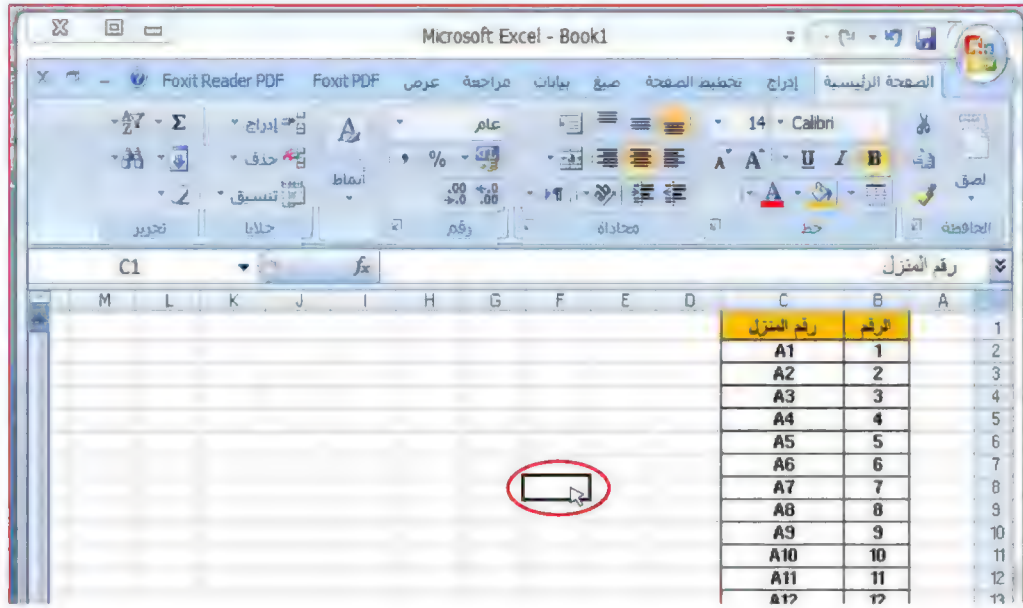 Microsoft Excel - Book1
الصفحة الرئيسية إدراج تخطيط الصفحة صيغ بيانات مراجعة عرض Foxit PDF Foxit Reader PDF
لصق Calibri 14 عام أنماط إدراج Σ
B I U A A % حذف
A .00 .00 تنسيق
الحافظة خط محاذاة رقم خلايا تحرير
C1 fx رقم المنزل
A B C D E F G H I J K L M
1 الرقم رقم المنزل
2 1 A1
3 2 A2
4 3 A3
5 4 A4
6 5 A5
7 6 A6
8 7 A7
9 8 A8
10 9 A9
11 10 A10
12 11 A11
13 12 A12